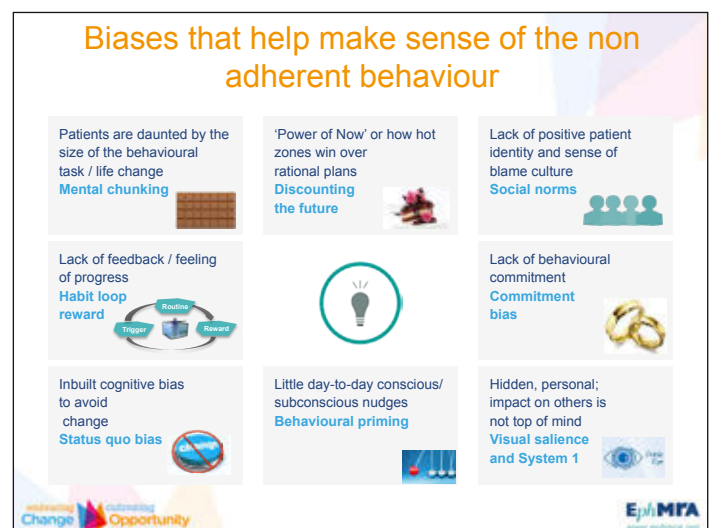 Biases that help make sense of the non
adherent behaviour
Patients are daunted by the
size of the behavioural
task / life change
Mental chunking
'Power of Now' or how hot
zones win over
rational plans
Discounting
the future
Lack of positive patient
identity and sense of
blame culture
Social norms
Lack of feedback / feeling
of progress
Habit loop
reward
Routine
Trigger
Reward
Lack of behavioural
commitment
Commitment
bias
Inbuilt cognitive bias
to avoid
change
Status quo bias
Little day-to-day conscious/
subconscious nudges
Behavioural priming
Hidden, personal;
impact on others is
not top of mind
Visual salience
and System 1
embracing cultivating
Change Opportunity
EphMRA